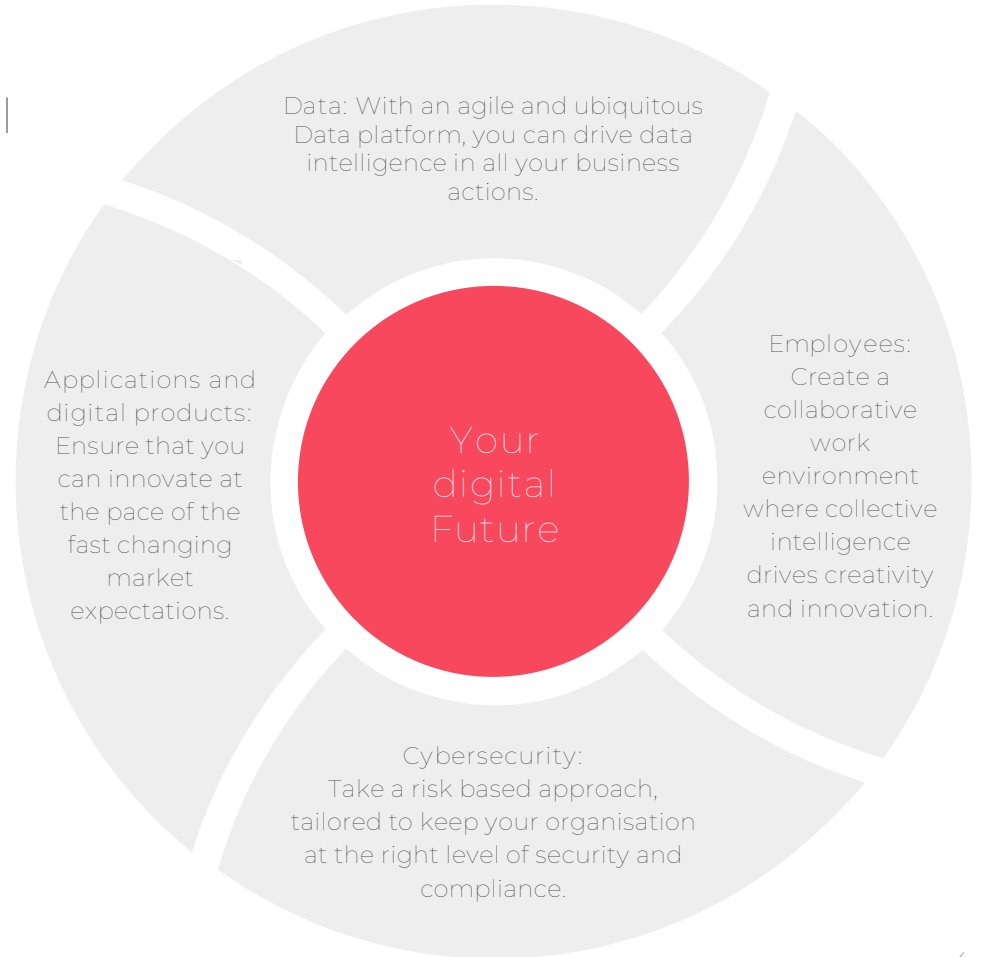 Data: With an agile and ubiquitous
Data platform, you can drive data
intelligence in all your business
actions.
Employees:
Create a
collaborative
work
environment
where collective
intelligence
drives creativity
and innovation.
Applications and
digital products:
Ensure that you
can innovate at
the pace of the
fast changing
market
expectations.
Your
digital
Future
Cybersecurity:
Take a risk based approach,
tailored to keep your organisation
at the right level of security and
compliance.